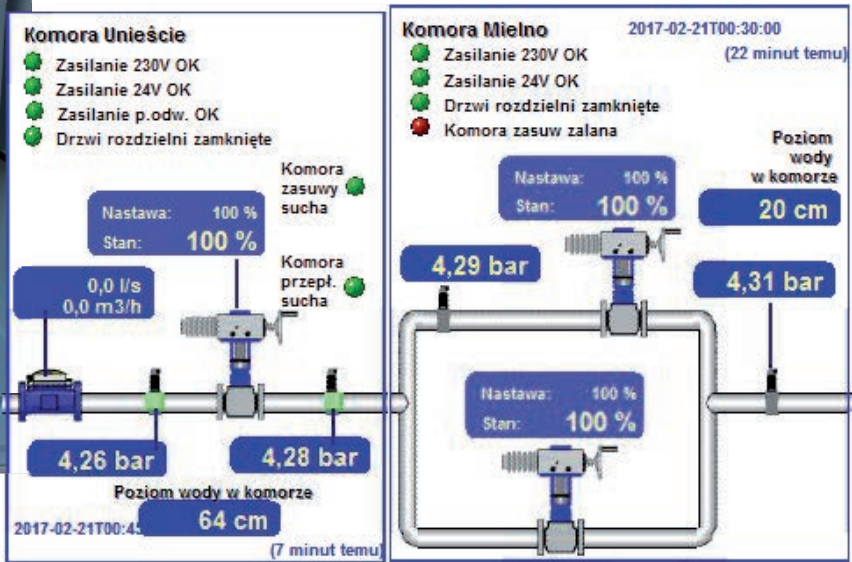 Komora Unieście
Zasilanie 230V OK
Zasilanie 24V OK
Zasilanie p.odw. OK
Drzwi rozdzielni zamknięte
Komora
zasuwy
sucha
Nastawa: 100 %
Stan: 100 %
Komora
przepł.
sucha
0,0 l/s
0,0 m3/h
4,26 bar
4,28 bar
Poziom wody w komorze
64 cm
2017-02-21T00:45
(7 minut temu)
Komora Mielno
2017-02-21T00:30:00
(22 minut temu)
Zasilanie 230V OK
Zasilanie 24V OK
Drzwi rozdzielni zamknięte
Komora zasuw zalana
Poziom
wody
w komorze
20 cm
Nastawa: 100 %
Stan: 100 %
4,29 bar
4,31 bar
Nastawa: 100 %
Stan: 100 %